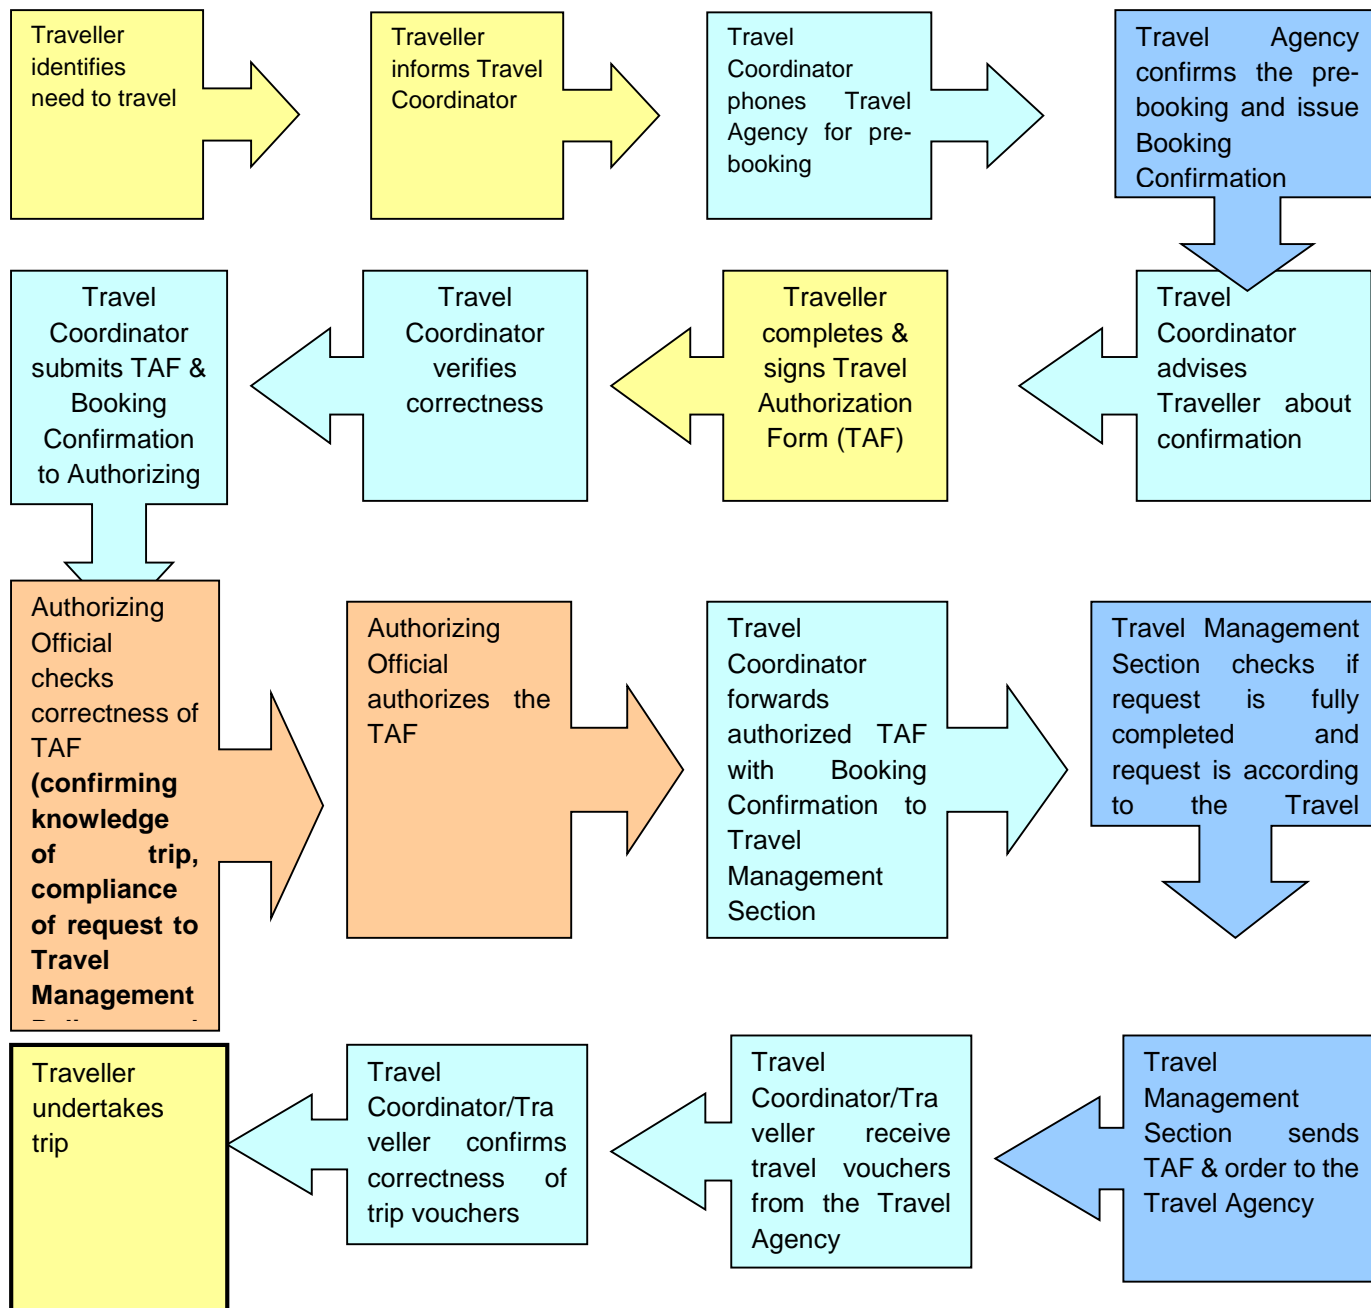 Traveller
identifies
need to travel
Traveller
informs Travel
Coordinator
Travel
Coordinator
phones Travel
Agency for pre-
booking
Travel Agency
confirms the pre-
booking and issue
Booking
Confirmation
Travel
Coordinator
advises
Traveller about
confirmation
Traveller
completes &
signs Travel
Authorization
Form (TAF)
Travel
Coordinator
verifies
correctness
Travel
Coordinator
submits TAF &
Booking
Confirmation
to Authorizing
Authorizing
Official
checks
correctness of
TAF
(confirming
knowledge
of trip,
compliance
of request to
Travel
Management
Authorizing
Official
authorizes the
TAF
Travel
Coordinator
forwards
authorized TAF
with Booking
Confirmation to
Travel
Management
Section
Travel Management
Section checks if
request is fully
completed and
request is according
to the Travel
Travel
Management
Section sends
TAF & order to the
Travel Agency
Travel
Coordinator/Tra
veller receive
travel vouchers
from the Travel
Agency
Travel
Coordinator/Tra
veller confirms
correctness of
trip vouchers
Traveller
undertakes
trip